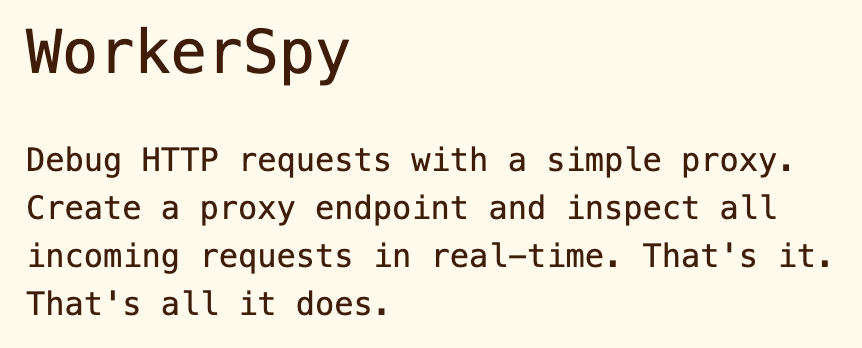 WorkerSpy
Debug HTTP requests with a simple proxy.
Create a proxy endpoint and inspect all
incoming requests in real-time. That's it.
That's all it does.